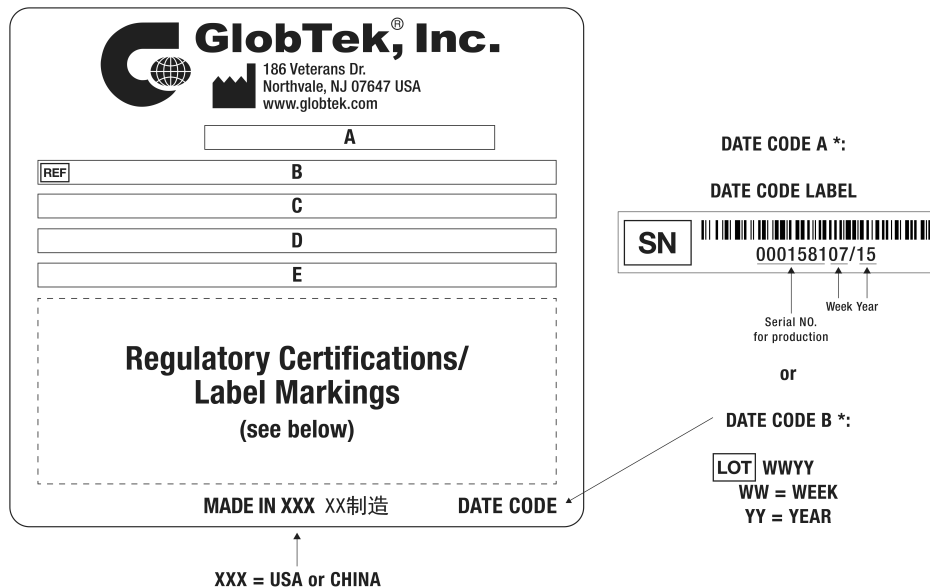 GlobTek, Inc.®
186 Veterans Dr.
Northvale, NJ 07647 USA
www.globtek.com
A
REF B
C
D
E
Regulatory Certifications/
Label Markings
(see below)
MADE IN XXX XX制造 DATE CODE
XXX = USA or CHINA
DATE CODE A *:
DATE CODE LABEL
SN
000158107/15
Week Year
Serial NO.
for production
or
DATE CODE B *:
LOT WWYY
WW = WEEK
YY = YEAR